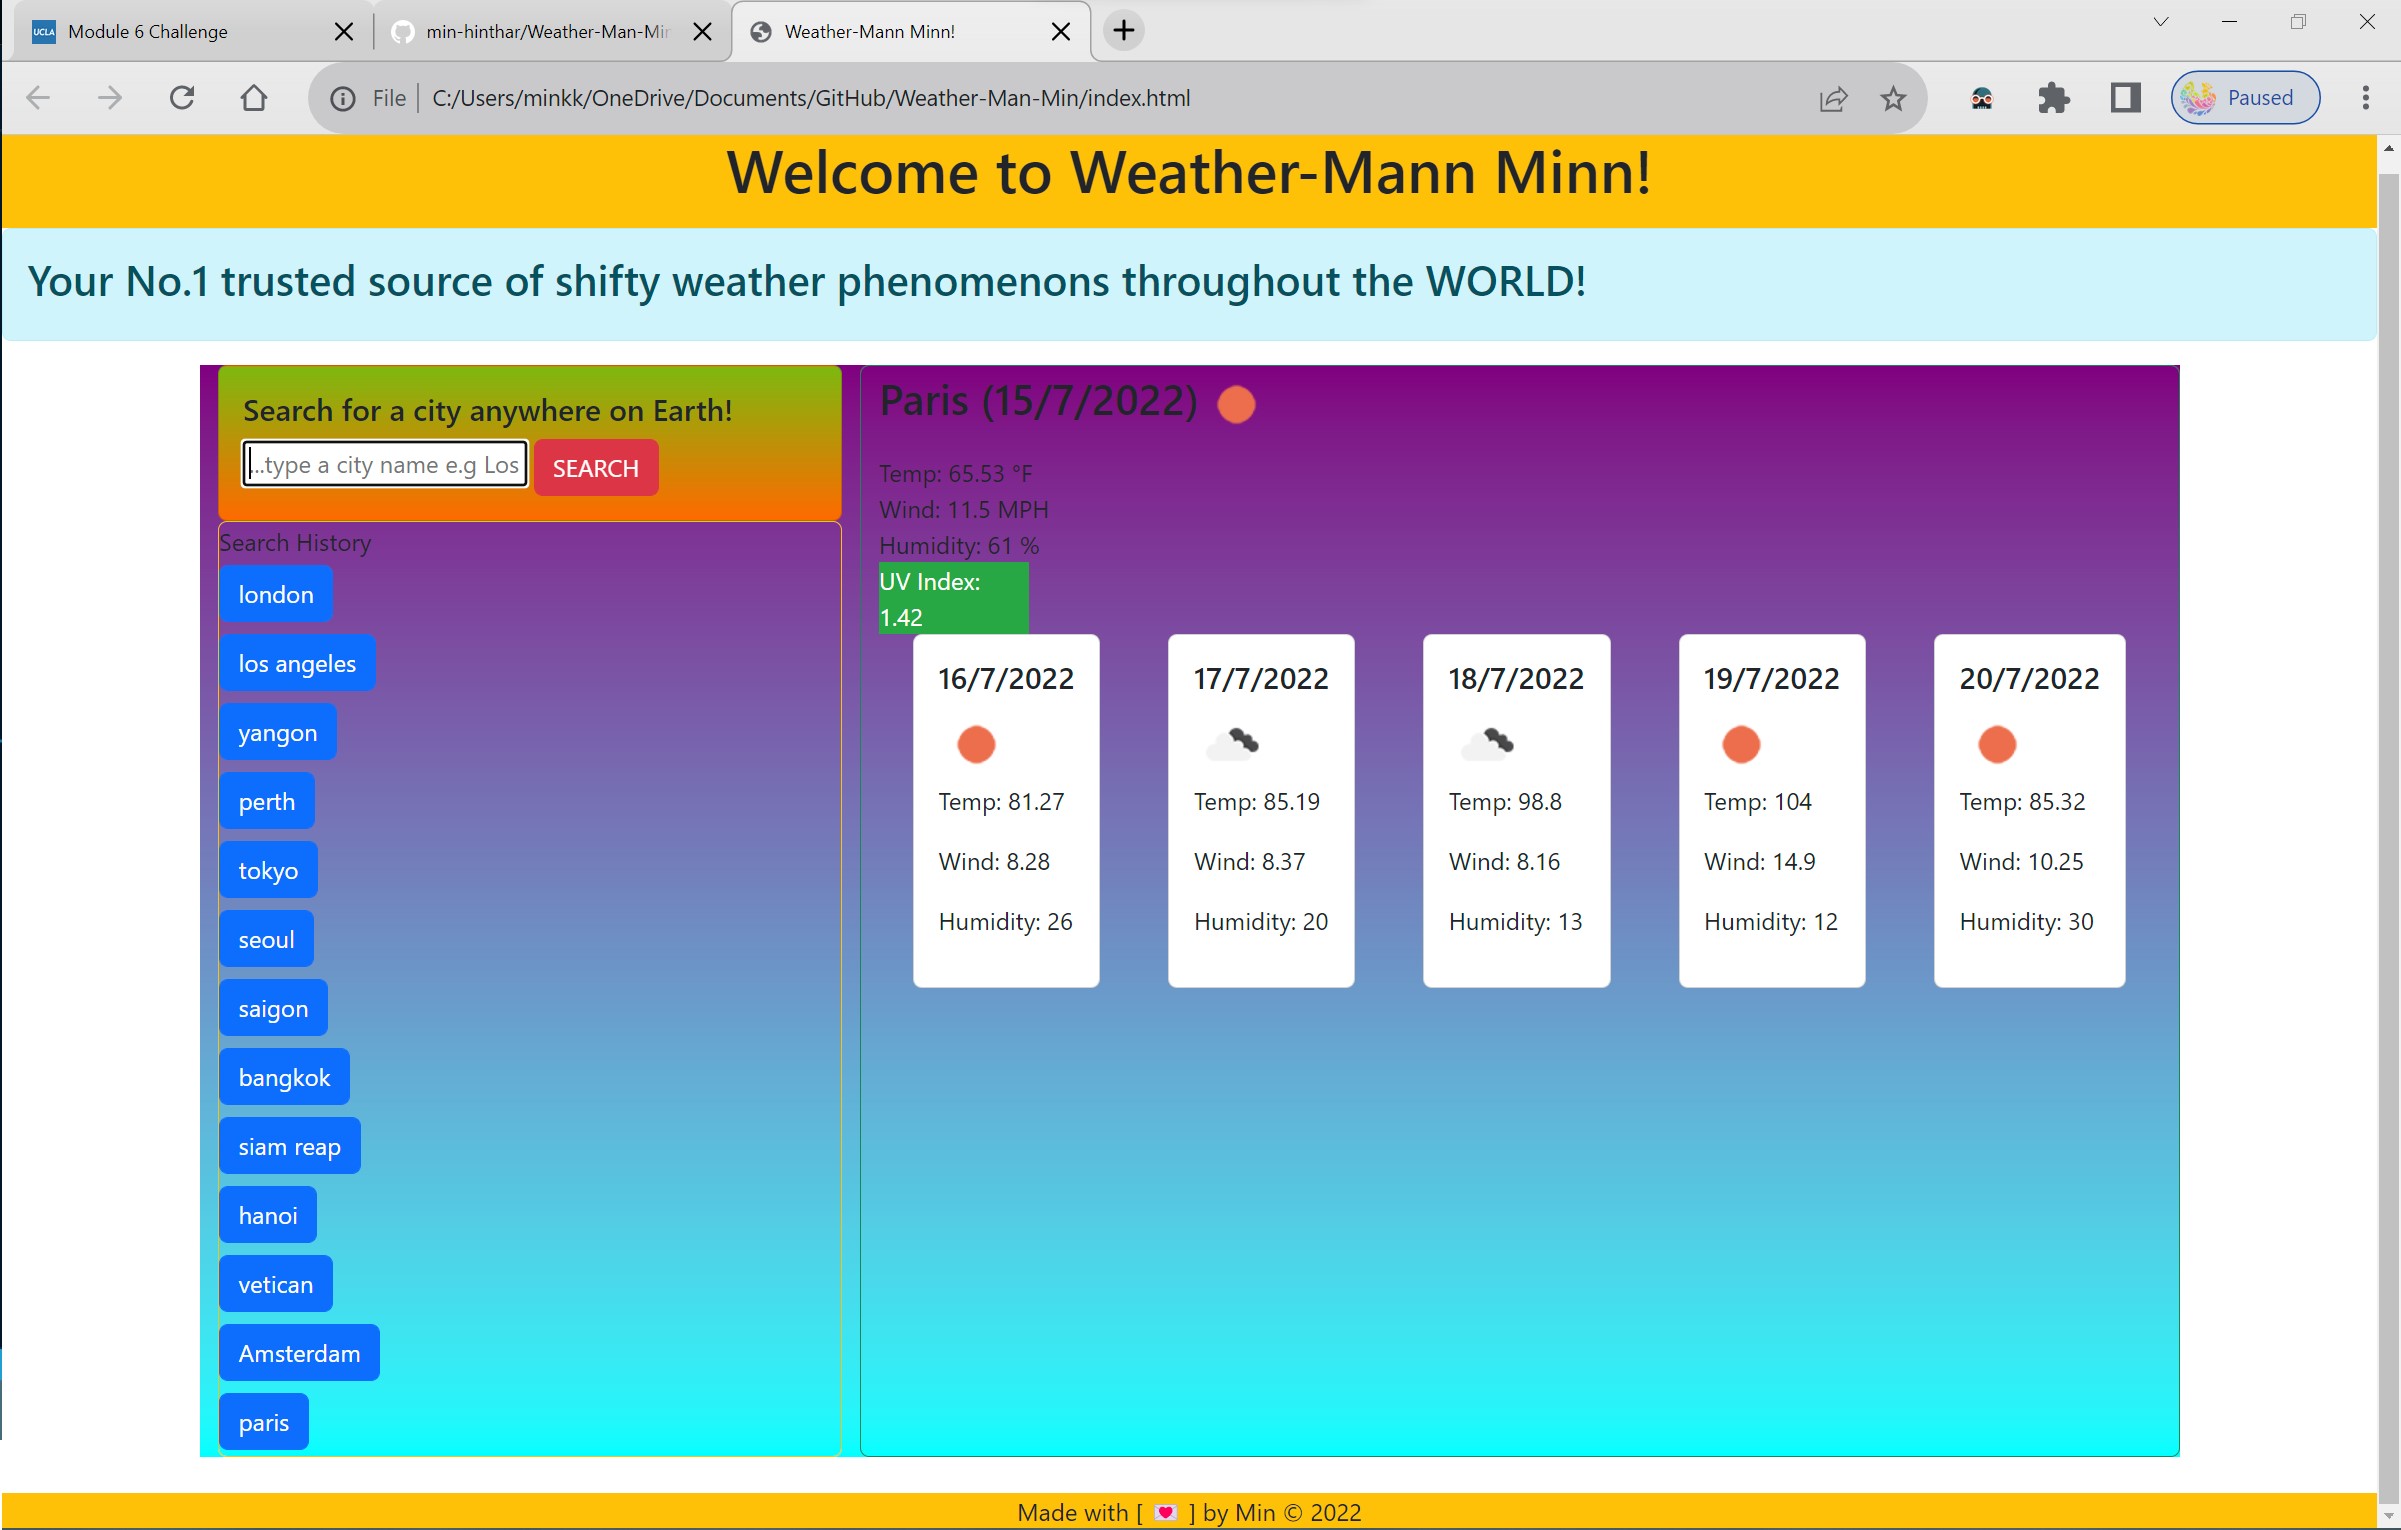 UCLA Module 6 Challenge
min-hinthar/Weather-Man-Mi
Weather-Mann Minn!
File
C:/Users/minkk/OneDrive/Documents/GitHub/Weather-Man-Min/index.html
Paused
Welcome to Weather-Mann Minn!
Your No.1 trusted source of shifty weather phenomenons throughout the WORLD!
Search for a city anywhere on Earth!
...type a city name e.g Los
SEARCH
Search History
london
los angeles
yangon
perth
tokyo
seoul
saigon
bangkok
siam reap
hanoi
vetican
Amsterdam
paris
Paris (15/7/2022)
Temp: 65.53 °F
Wind: 11.5 MPH
Humidity: 61 %
UV Index:
1.42
16/7/2022
Temp: 81.27
Wind: 8.28
Humidity: 26
17/7/2022
Temp: 85.19
Wind: 8.37
Humidity: 20
18/7/2022
Temp: 98.8
Wind: 8.16
Humidity: 13
19/7/2022
Temp: 104
Wind: 14.9
Humidity: 12
20/7/2022
Temp: 85.32
Wind: 10.25
Humidity: 30
Made with [ 💌 ] by Min © 2022